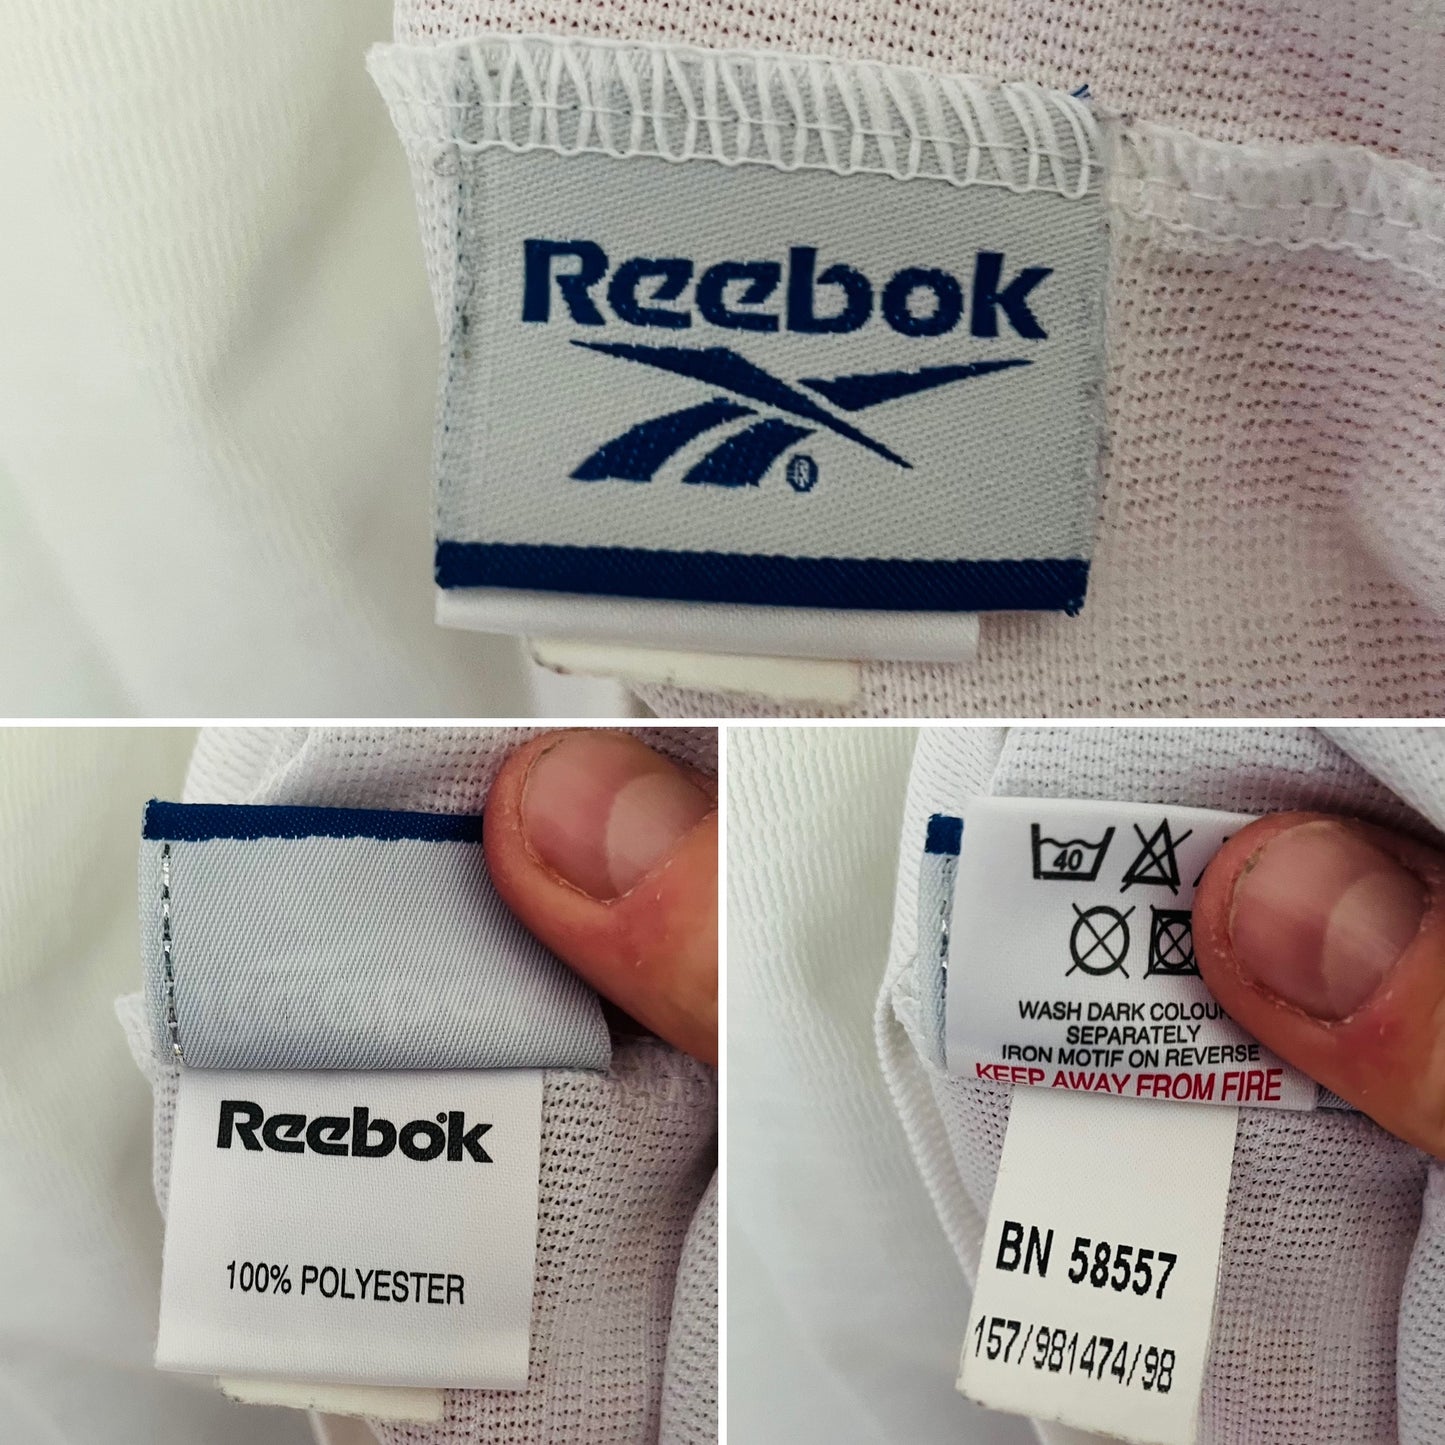 Reebok
®
Reebok
100% POLYESTER
40
WASH DARK
SEPARATELY
IRON MOTIF ON REVERSE
KEEP AWAY FROM FIRE
BN 58557
157/981474/98